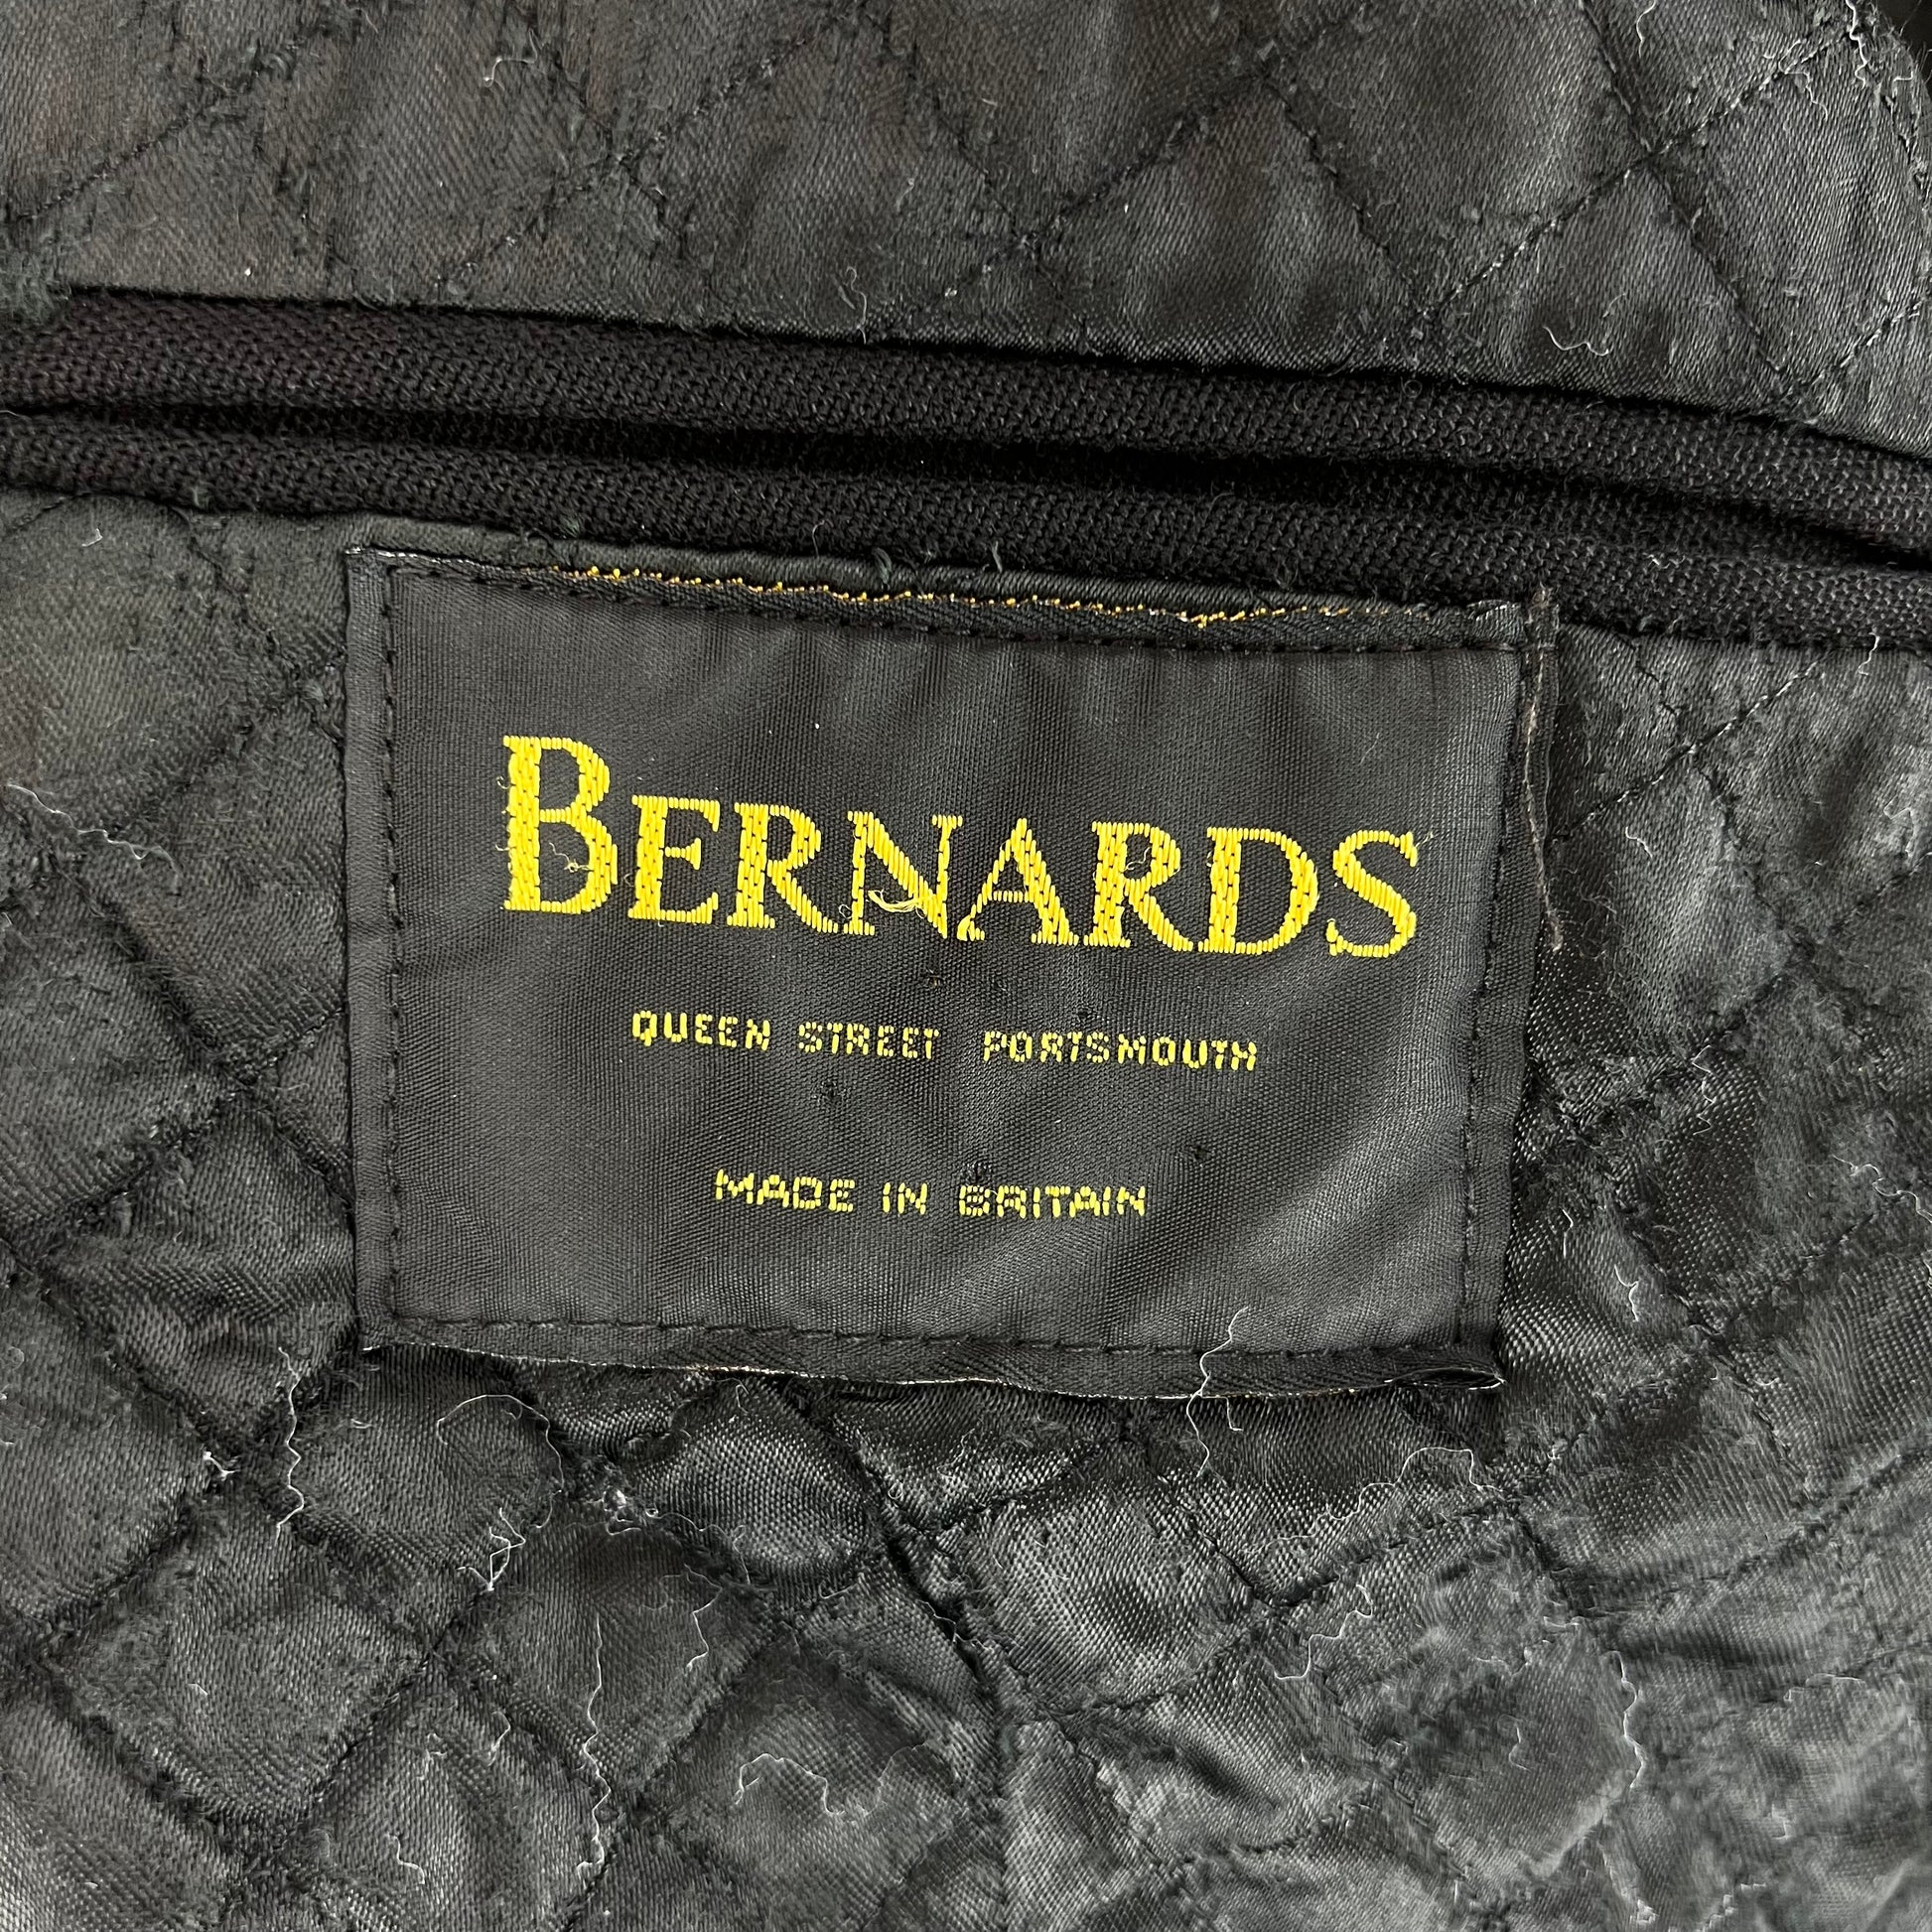 BERNARDS
QUEEN STREET PORTSMOUTH
MADE IN BRITAIN